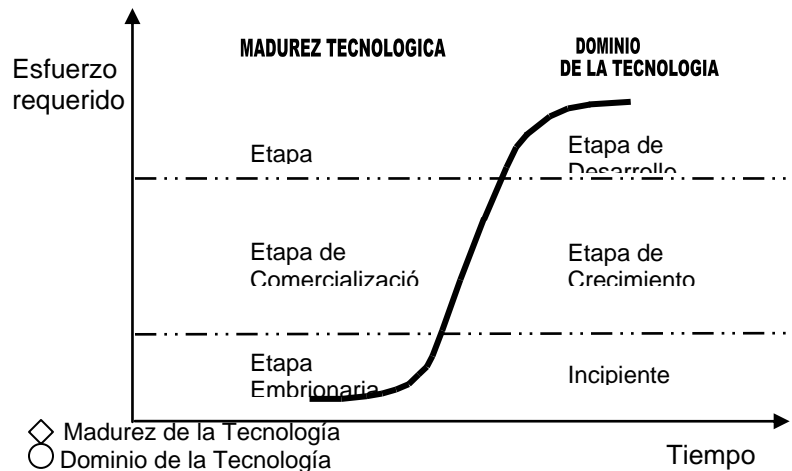 MADUREZ TECNOLOGICA
DOMINIO
DE LA TECNOLOGIA
Esfuerzo
requerido
Etapa
Etapa de
Desarrollo
Etapa de
Comercializació
Etapa de
Crecimiento
Etapa
Embrionaria
Incipiente
Madurez de la Tecnología
Dominio de la Tecnología
Tiempo